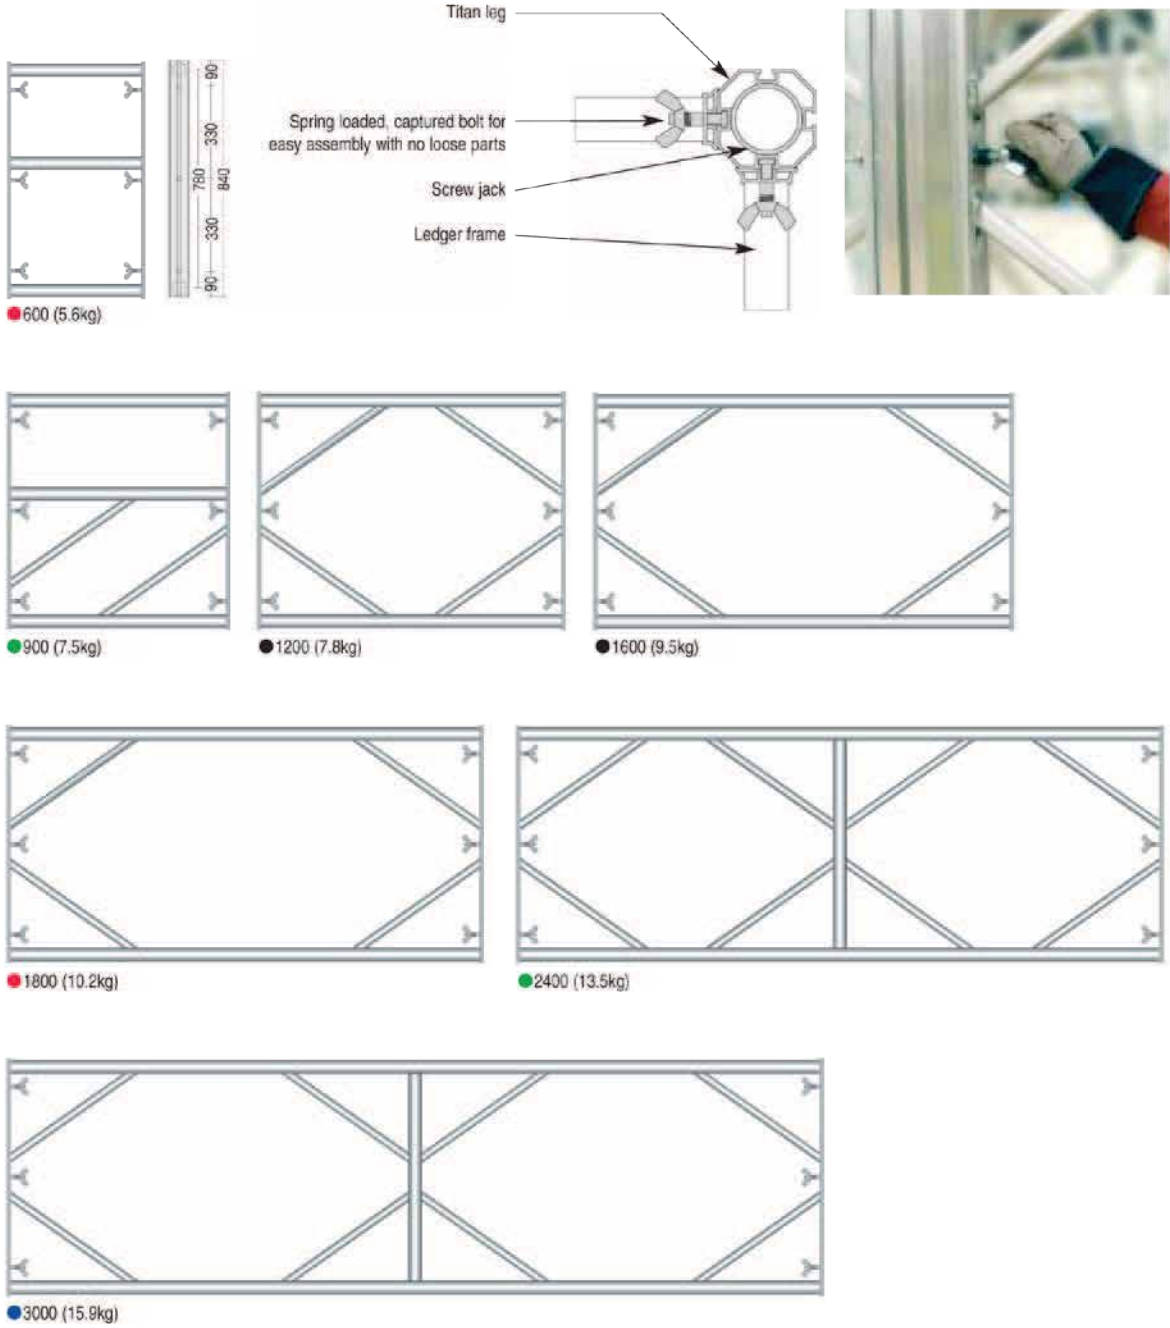 Titan leg
Spring loaded, captured bolt for
easy assembly with no loose parts
Screw jack
Ledger frame
90
330
780
840
330
90
600 (5.6kg)
900 (7.5kg)
1200 (7.8kg)
1600 (9.5kg)
1800 (10.2kg)
2400 (13.5kg)
3000 (15.9kg)